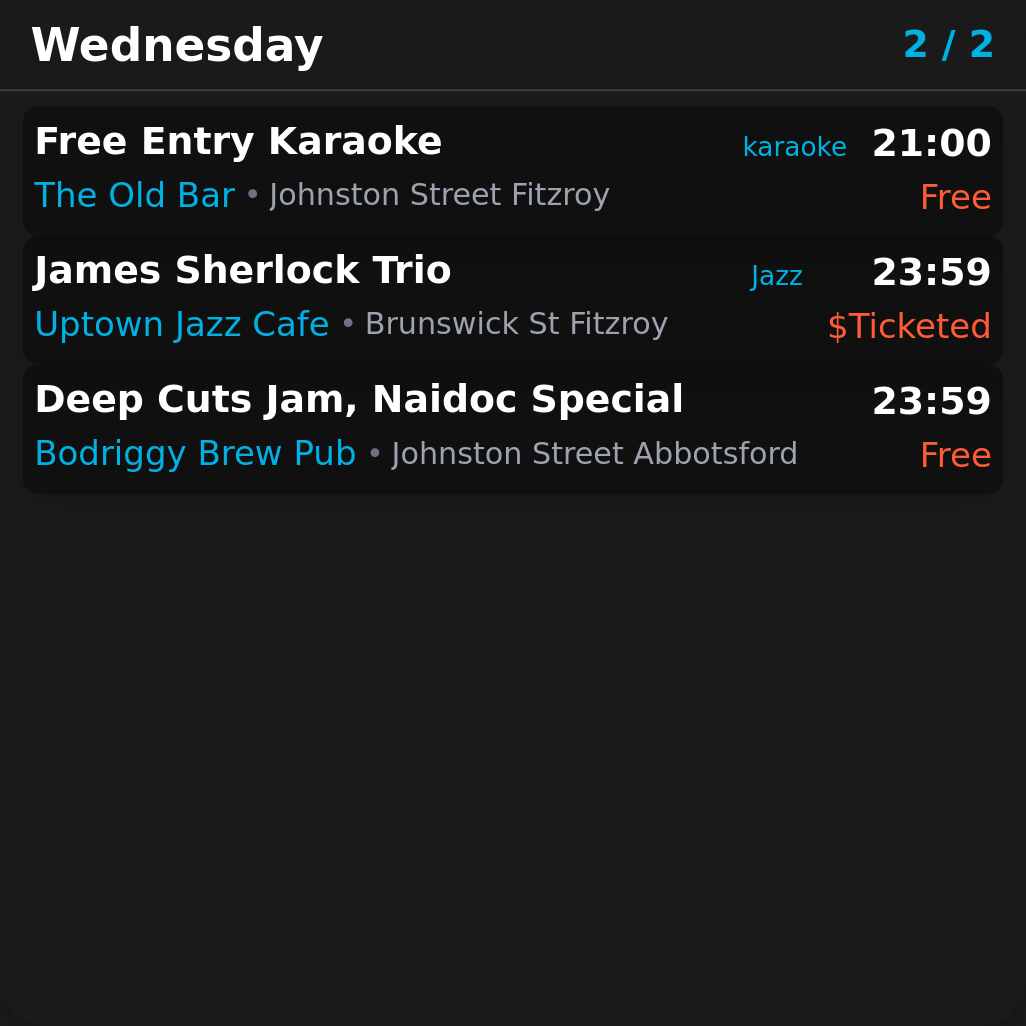 Wednesday 2 / 2
Free Entry Karaoke karaoke 21:00
The Old Bar • Johnston Street Fitzroy Free
James Sherlock Trio Jazz 23:59
Uptown Jazz Cafe • Brunswick St Fitzroy $Ticketed
Deep Cuts Jam, Naidoc Special 23:59
Bodriggy Brew Pub • Johnston Street Abbotsford Free